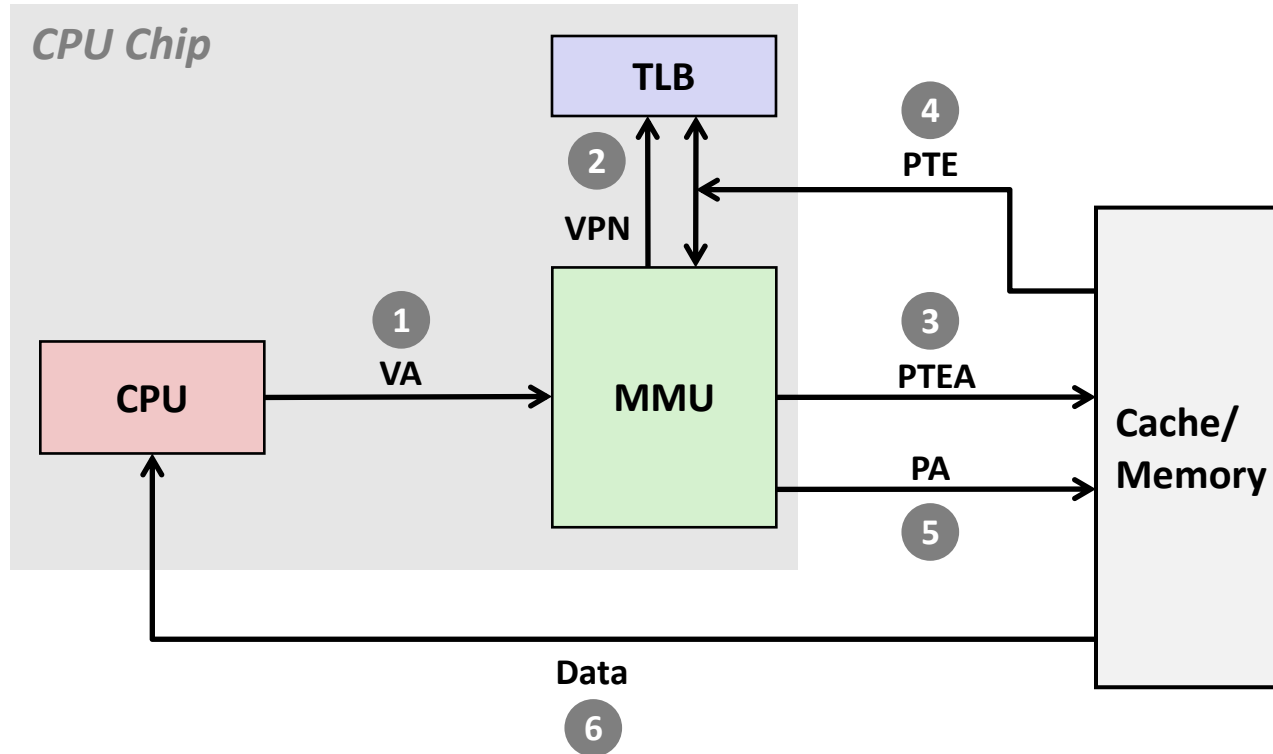 CPU Chip
TLB
4
2
PTE
VPN
1
3
VA
PTEA
CPU
MMU
Cache/
Memory
PA
5
Data
6